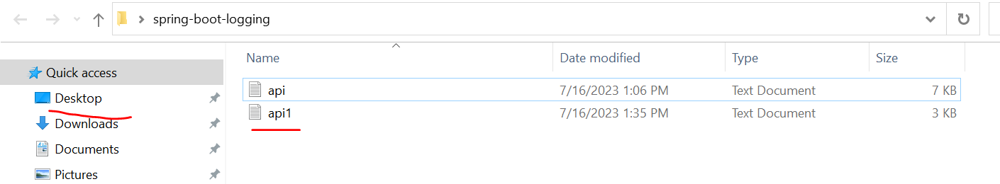 spring-boot-logging
Name Date modified Type Size
Quick access
Desktop
Downloads
Documents
Pictures
api 7/16/2023 1:06 PM Text Document 7 KB
api1 7/16/2023 1:35 PM Text Document 3 KB